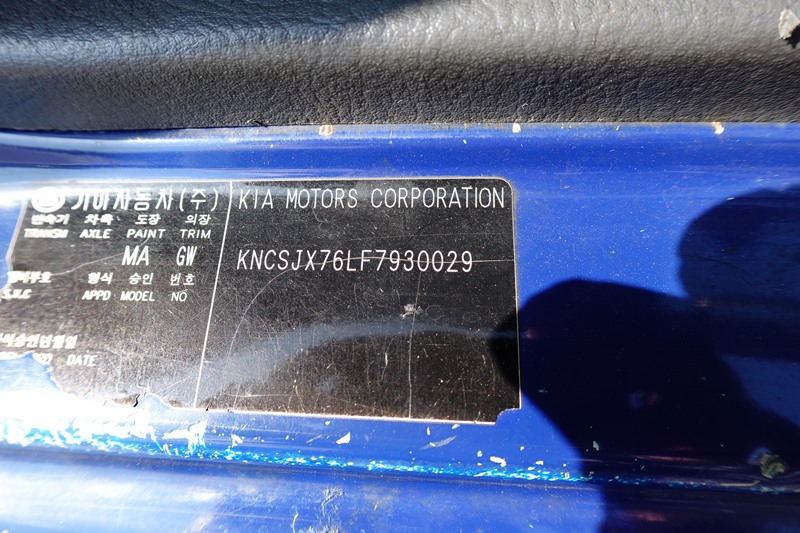 기아자동차(주)
KIA MOTORS CORPORATION
변속기 차축 도장 의장
TRANSM AXLE PAINT TRIM
MA GW
KNCSJX76LF7930029
형식 승인 번호
APPD MODEL NO
DATE